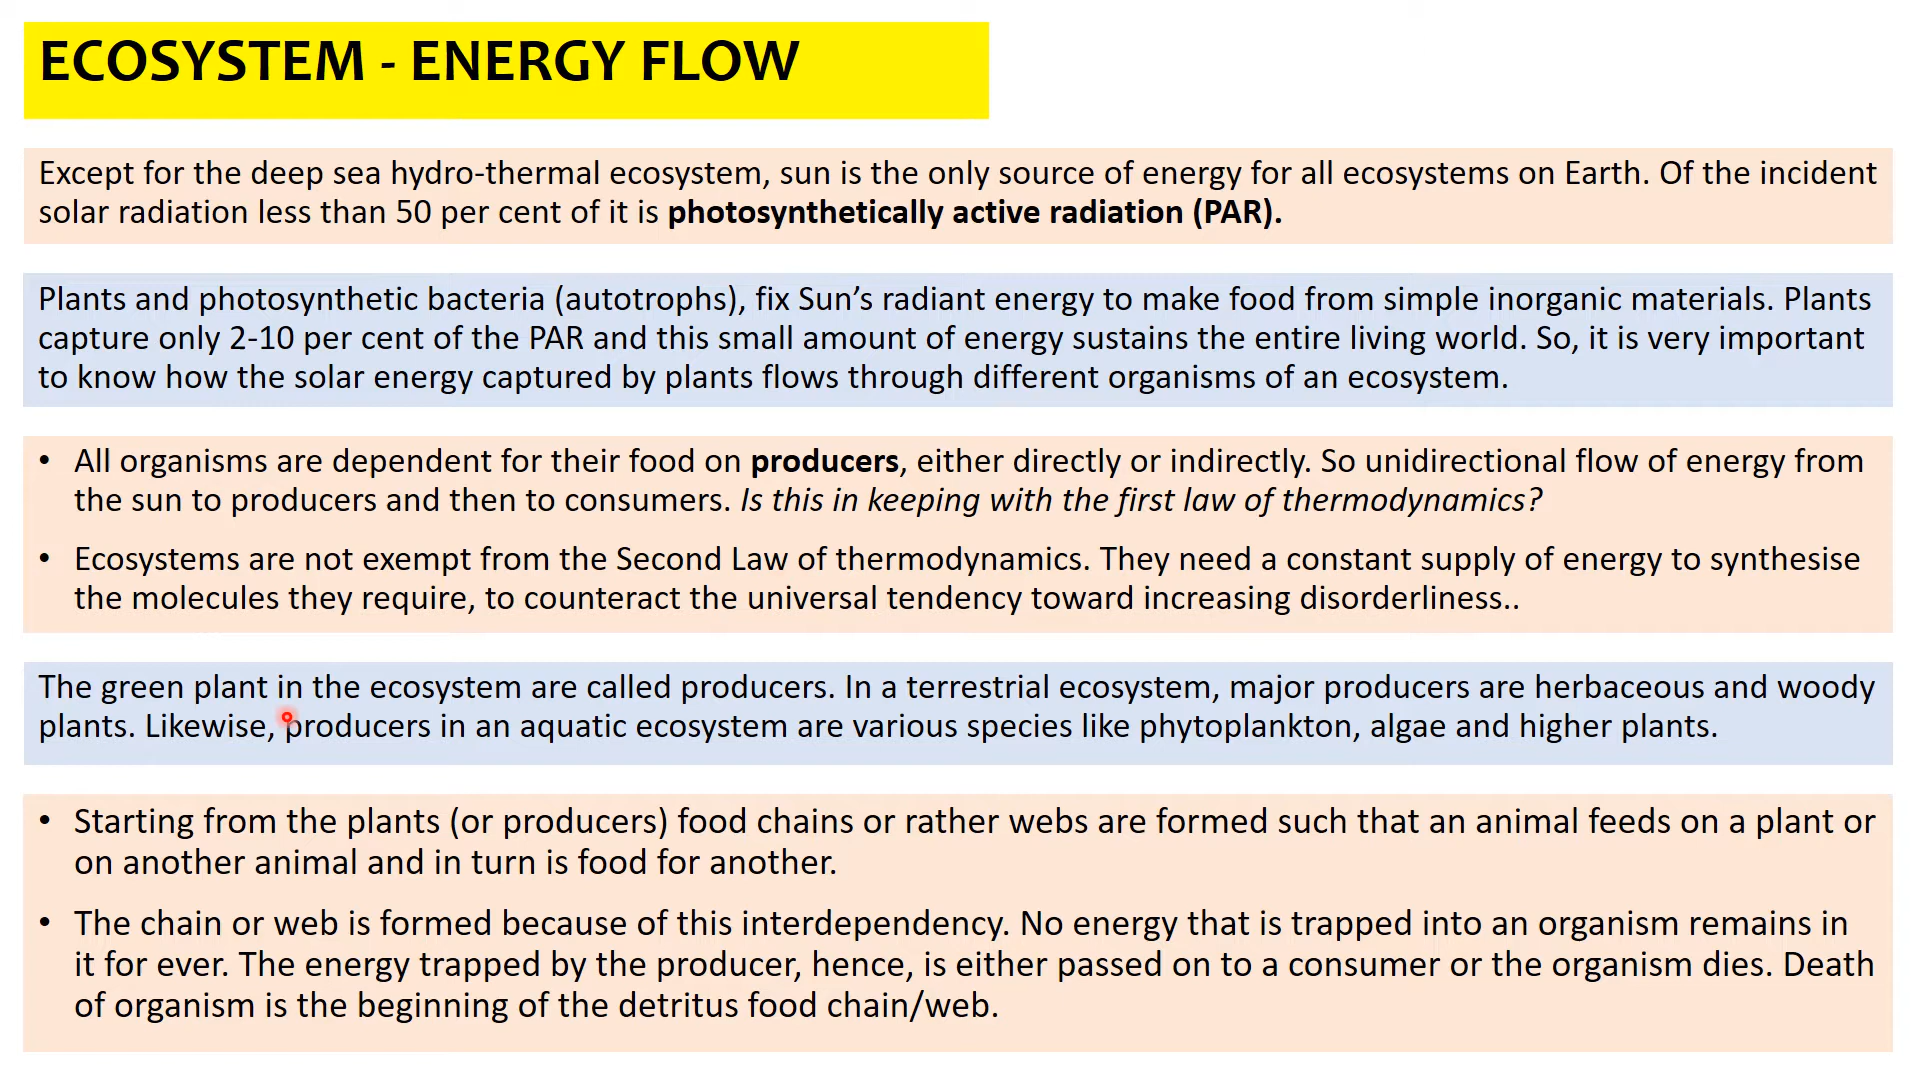 ECOSYSTEM - ENERGY FLOW
Except for the deep sea hydro-thermal ecosystem, sun is the only source of energy for all ecosystems on Earth. Of the incident
solar radiation less than 50 per cent of it is photosynthetically active radiation (PAR).
Plants and photosynthetic bacteria (autotrophs), fix Sun’s radiant energy to make food from simple inorganic materials. Plants
capture only 2-10 per cent of the PAR and this small amount of energy sustains the entire living world. So, it is very important
to know how the solar energy captured by plants flows through different organisms of an ecosystem.
• All organisms are dependent for their food on producers, either directly or indirectly. So unidirectional flow of energy from
the sun to producers and then to consumers. Is this in keeping with the first law of thermodynamics?
• Ecosystems are not exempt from the Second Law of thermodynamics. They need a constant supply of energy to synthesise
the molecules they require, to counteract the universal tendency toward increasing disorderliness..
The green plant in the ecosystem are called producers. In a terrestrial ecosystem, major producers are herbaceous and woody
plants. Likewise, producers in an aquatic ecosystem are various species like phytoplankton, algae and higher plants.
• Starting from the plants (or producers) food chains or rather webs are formed such that an animal feeds on a plant or
on another animal and in turn is food for another.
• The chain or web is formed because of this interdependency. No energy that is trapped into an organism remains in
it for ever. The energy trapped by the producer, hence, is either passed on to a consumer or the organism dies. Death
of organism is the beginning of the detritus food chain/web.